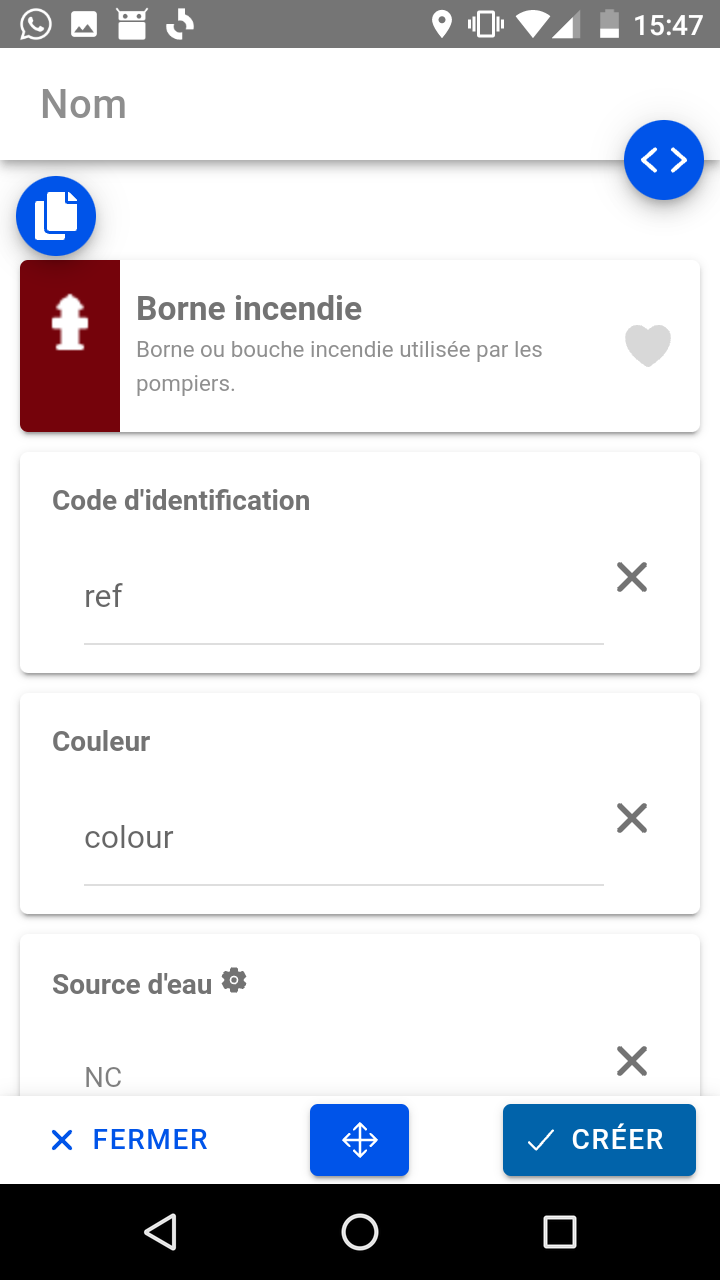 15:47
Nom
Borne incendie
Borne ou bouche incendie utilisée par les
pompiers.
Code d'identification
ref
Couleur
colour
Source d'eau
NC
FERMER
CRÉER